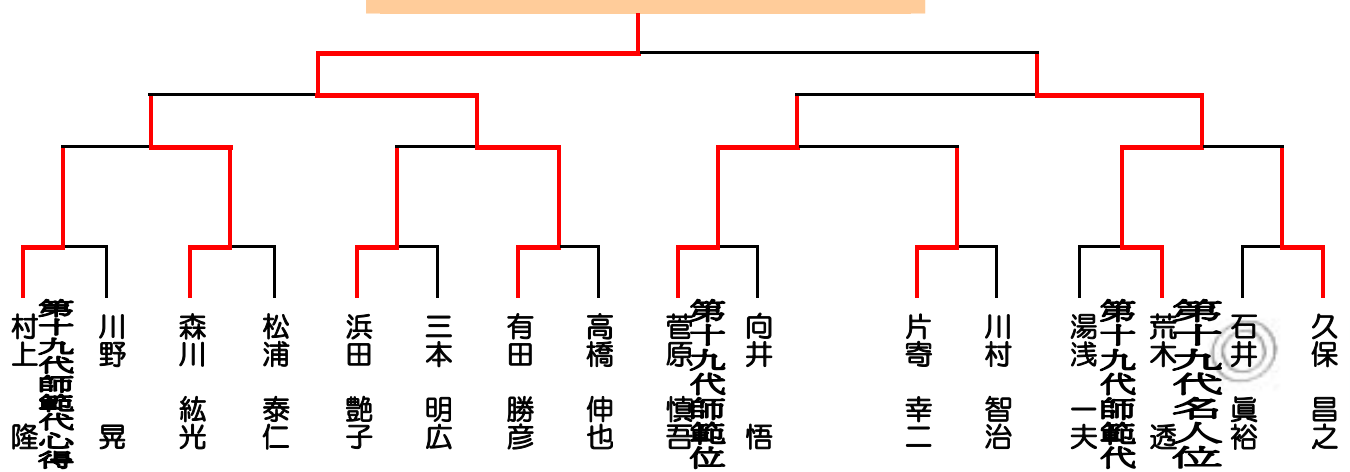 村上 隆
第十九代師範代心得
川野 晃
森川 紘光
松浦 泰仁
浜田 艶子
三本 明広
有田 勝彦
高橋 伸也
菅原 慎吾
第十九代師範位
向井 悟
片寄 幸二
川村 智治
湯浅 一夫
第十九代師範代
荒木 透
第十九代名人位
石井 眞裕
久保 昌之